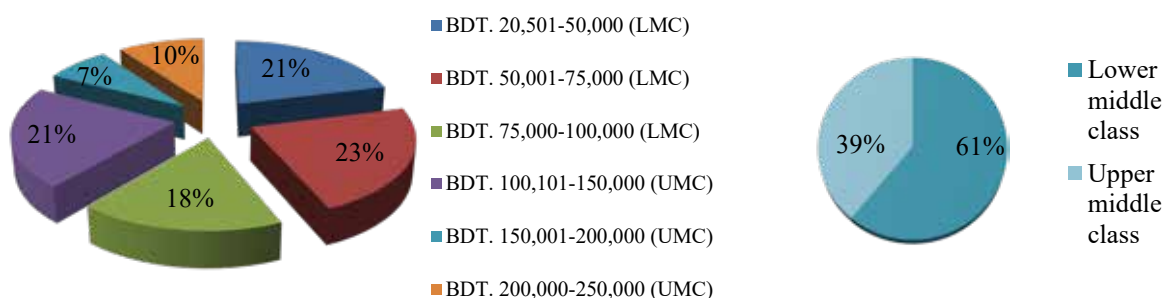 21%
23%
18%
21%
7%
10%
BDT. 20,501-50,000 (LMC)
BDT. 50,001-75,000 (LMC)
BDT. 75,000-100,000 (LMC)
BDT. 100,101-150,000 (UMC)
BDT. 150,001-200,000 (UMC)
BDT. 200,000-250,000 (UMC)
39%
61%
Lower
middle
class
Upper
middle
class